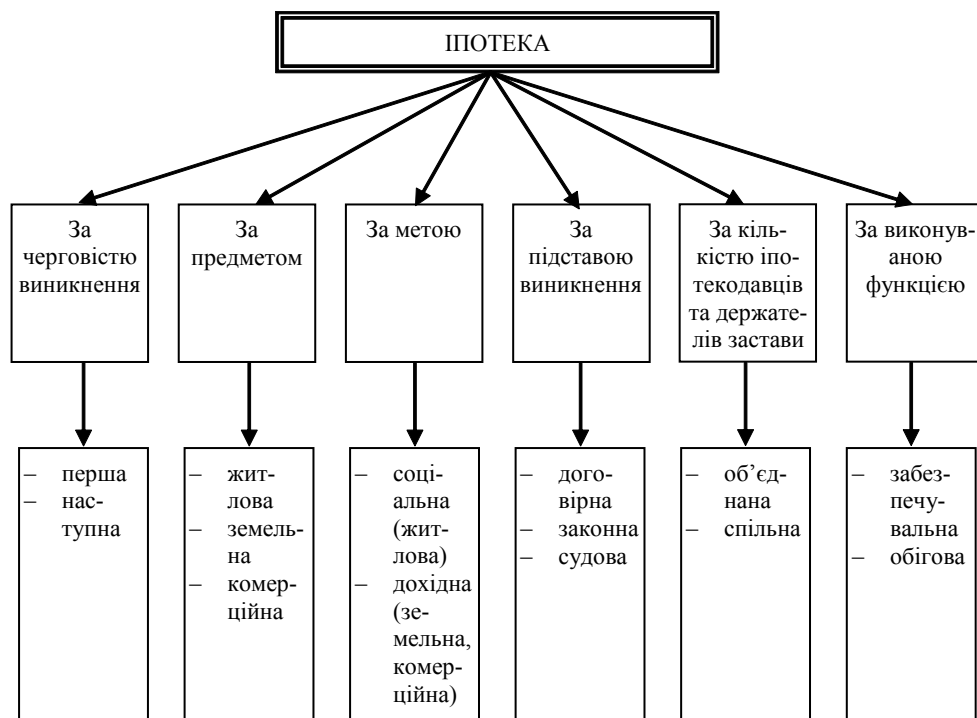 ІПОТЕКА
За
черговістю
виникнення
За
предметом
За метою
За
підставою
виникнення
За кіль-
кістю іпо-
текодавців
та держате-
лів застави
За виконув-
аною
функцією
– перша
– нас-
тупна
– жит-
лова
– земель-
на
– комер-
ційна
– соці-
альна
(жит-
лова)
– дохідна
(зе-
мельна,
комер-
ційна)
– дого-
вірна
– законна
– судова
– об’єд-
нана
– спільна
– забез-
печу-
вальна
– обігова